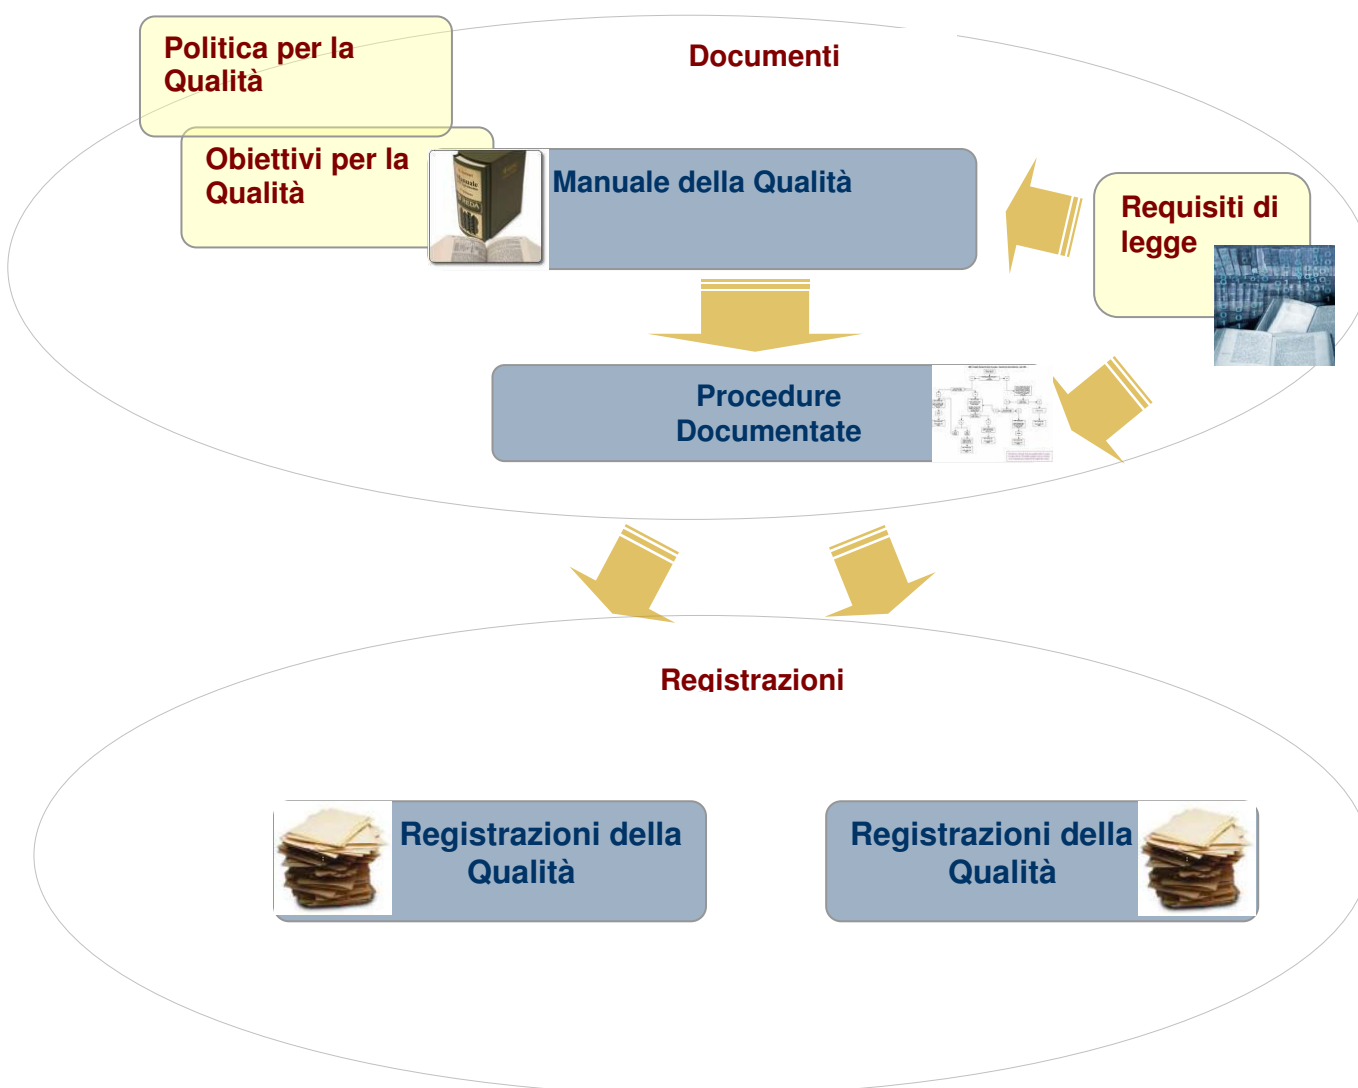 Politica per la
Qualità
Documenti
Obiettivi per la
Qualità
Manuale della Qualità
Requisiti di
legge
Procedure
Documentate
Registrazioni
Registrazioni della
Qualità
Registrazioni della
Qualità